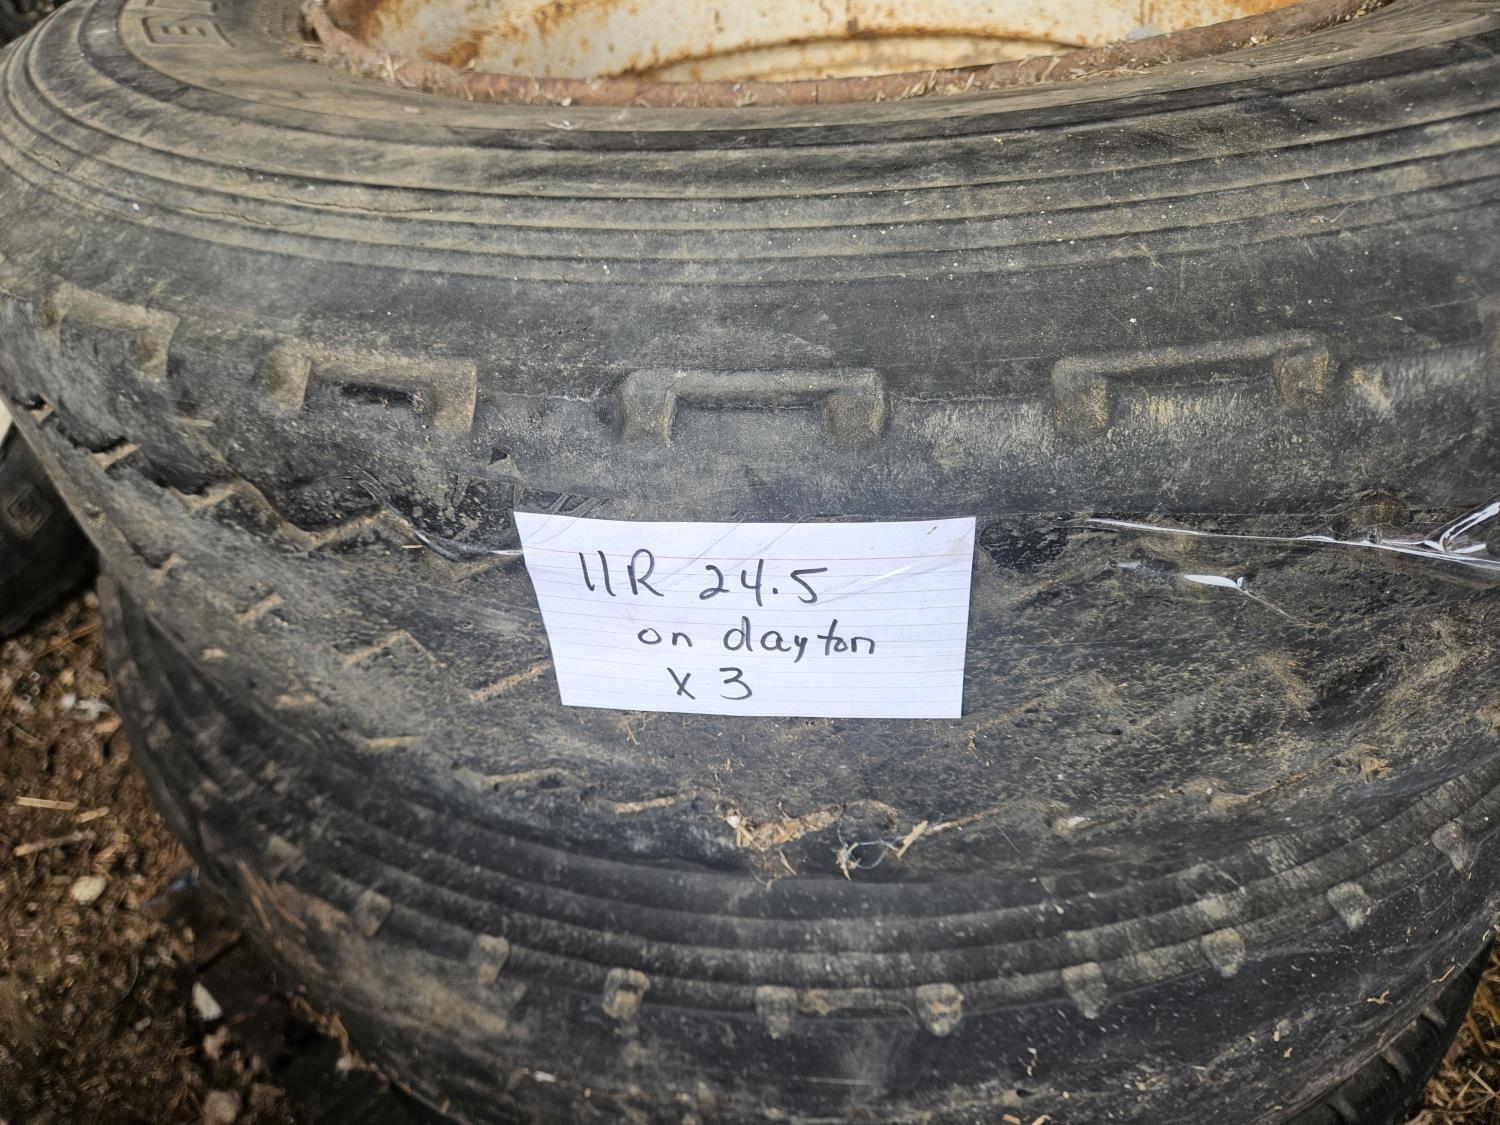 11R 24.5
on dayton
x 3